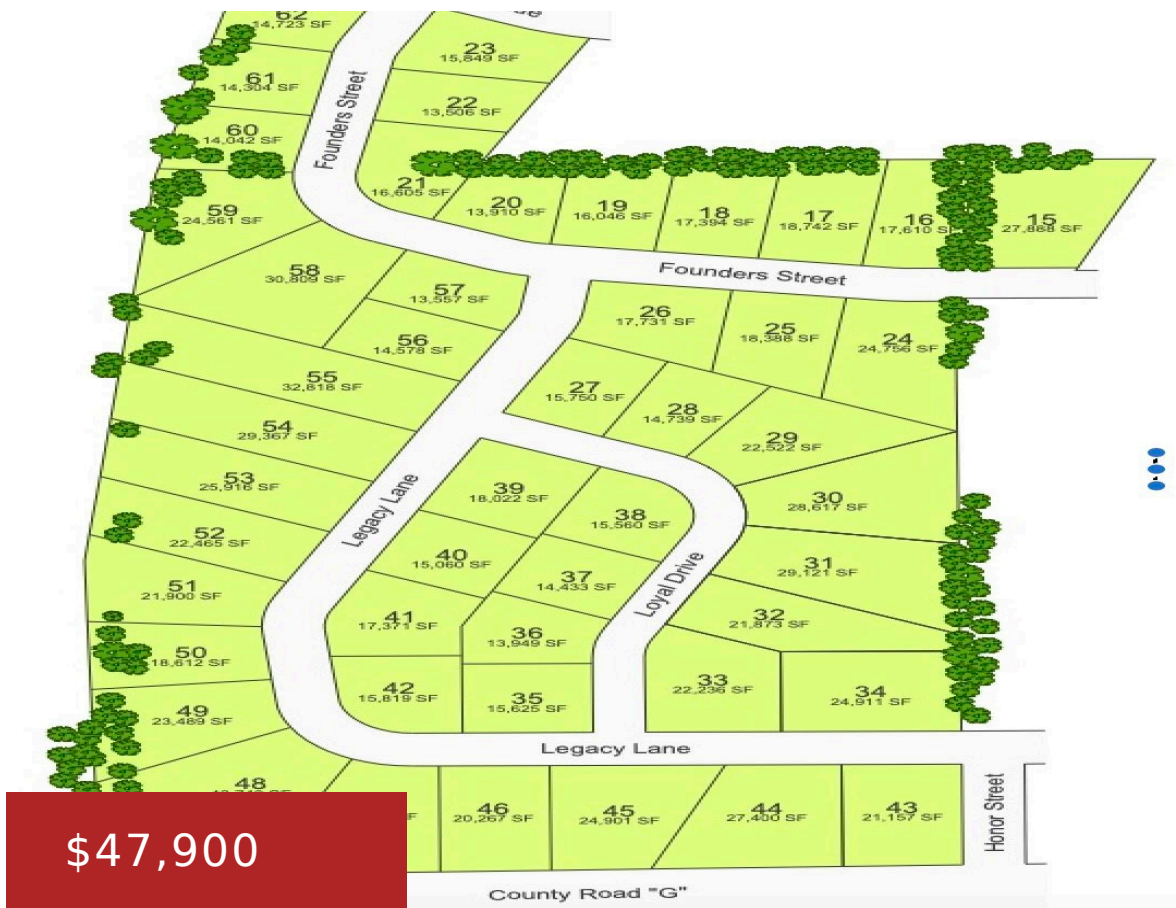 62
14,723 SF
23
15,849 SF
61
14,304 SF
22
13,506 SF
Founders Street
60
14,042 SF
21
16,605 SF
20
13,910 SF
19
16,046 SF
18
17,394 SF
17
18,742 SF
16
17,610 S
15
27,888 SF
59
24,561 SF
58
30,809 SF
57
13,557 SF
Founders Street
56
14,578 SF
26
17,731 SF
25
18,388 SF
24
24,756 SF
55
32,818 SF
27
15,750 SF
28
14,739 SF
29
22,522 SF
54
29,367 SF
53
25,916 SF
39
18,022 SF
38
15,560 SF
30
28,617 SF
Legacy Lane
52
22,465 SF
40
15,060 SF
37
14,433 SF
31
29,121 SF
Loyal Drive
51
21,900 SF
41
17,371 SF
36
13,949 SF
32
21,873 SF
50
18,612 SF
42
15,819 SF
35
15,625 SF
33
22,236 SF
34
24,911 SF
49
23,489 SF
Legacy Lane
48
46
20,267 SF
45
24,901 SF
44
27,400 SF
43
21,157 SF
Honor Street
$47,900
County Road "G"